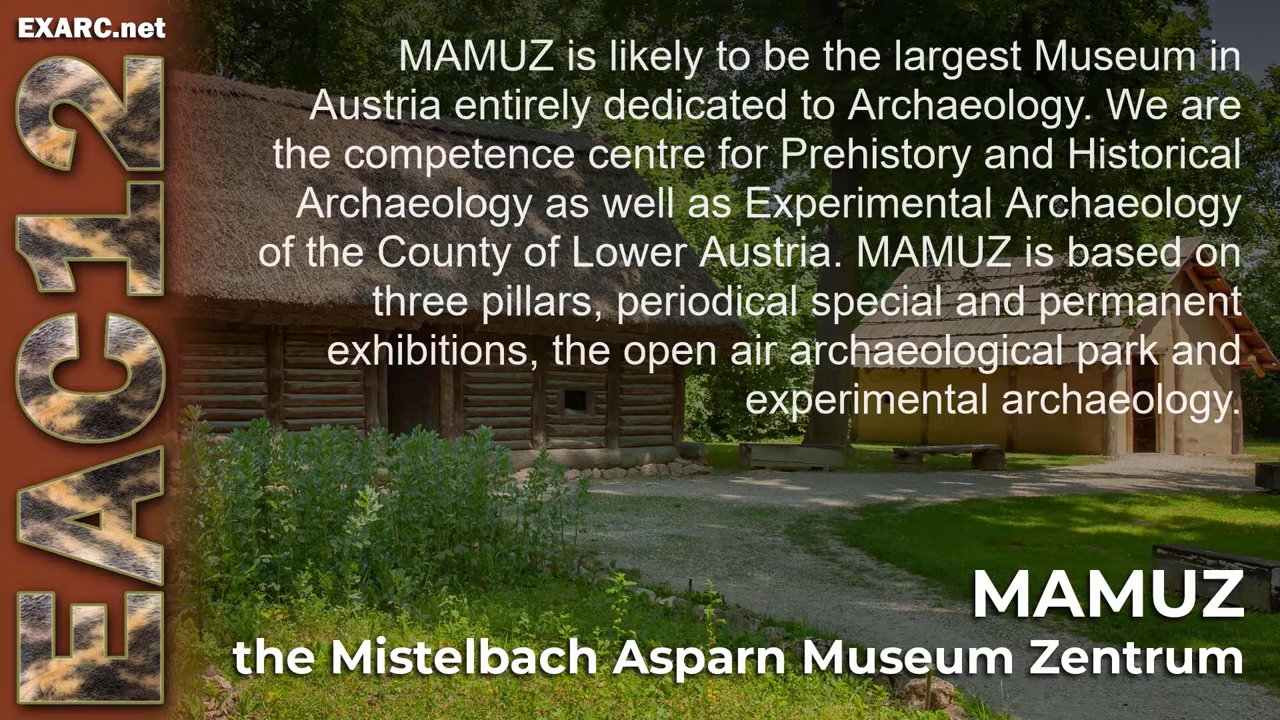 EXARC.net
EAC12
MAMUZ is likely to be the largest Museum in
Austria entirely dedicated to Archaeology. We are
the competence centre for Prehistory and Historical
Archaeology as well as Experimental Archaeology
of the County of Lower Austria. MAMUZ is based on
three pillars, periodical special and permanent
exhibitions, the open air archaeological park and
experimental archaeology.
MAMUZ
the Mistelbach Asparn Museum Zentrum